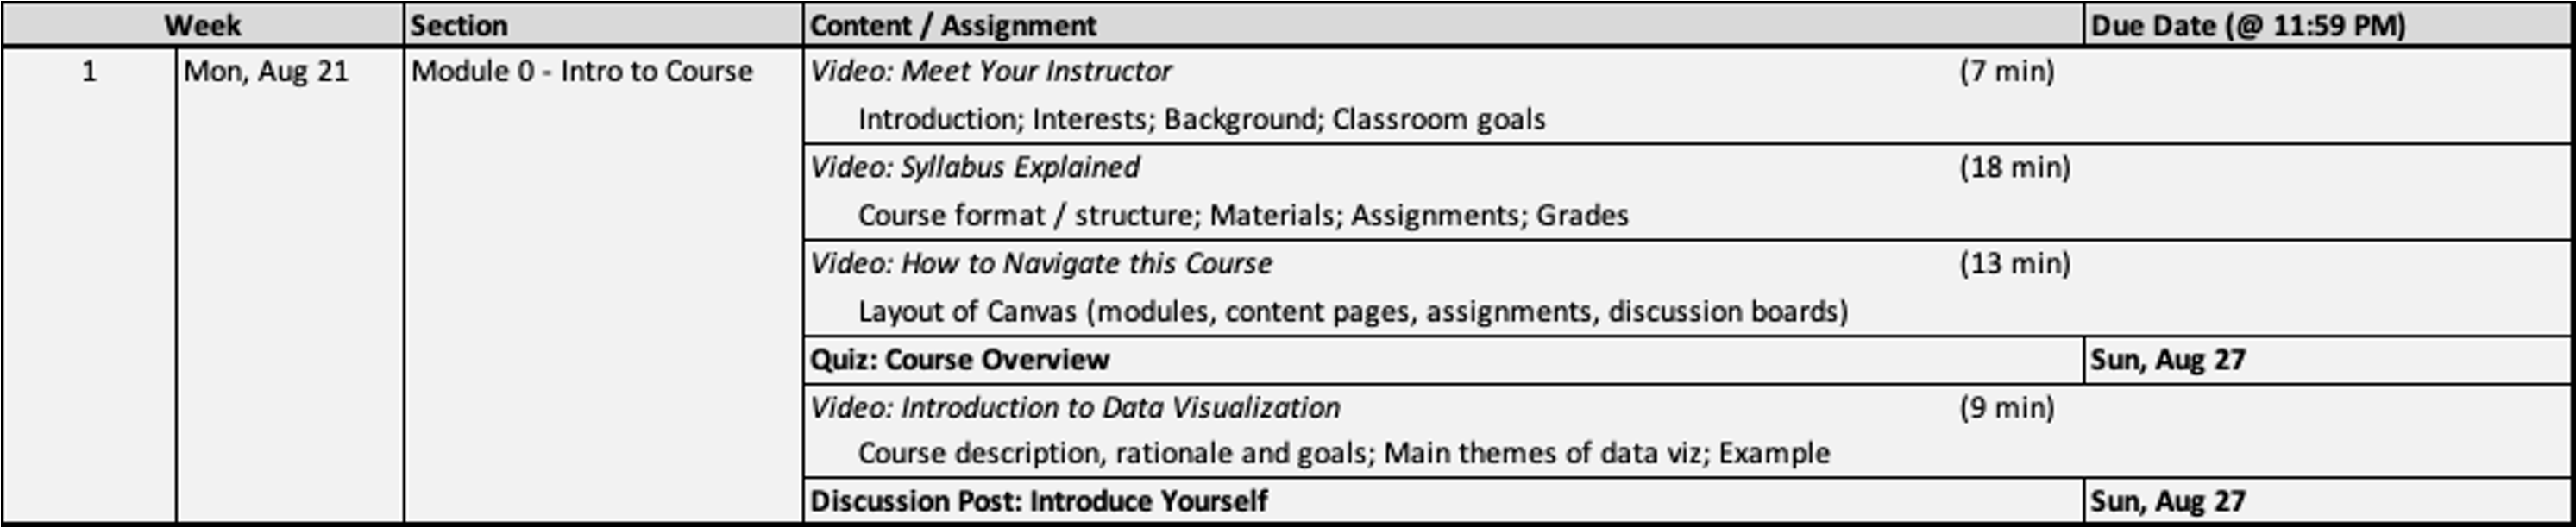 Week Section Content / Assignment Due Date (@ 11:59 PM)
1 Mon, Aug 21 Module 0 - Intro to Course Video: Meet Your Instructor (7 min)
Introduction; Interests; Background; Classroom goals
Video: Syllabus Explained (18 min)
Course format / structure; Materials; Assignments; Grades
Video: How to Navigate this Course (13 min)
Layout of Canvas (modules, content pages, assignments, discussion boards)
Quiz: Course Overview Sun, Aug 27
Video: Introduction to Data Visualization (9 min)
Course description, rationale and goals; Main themes of data viz; Example
Discussion Post: Introduce Yourself Sun, Aug 27